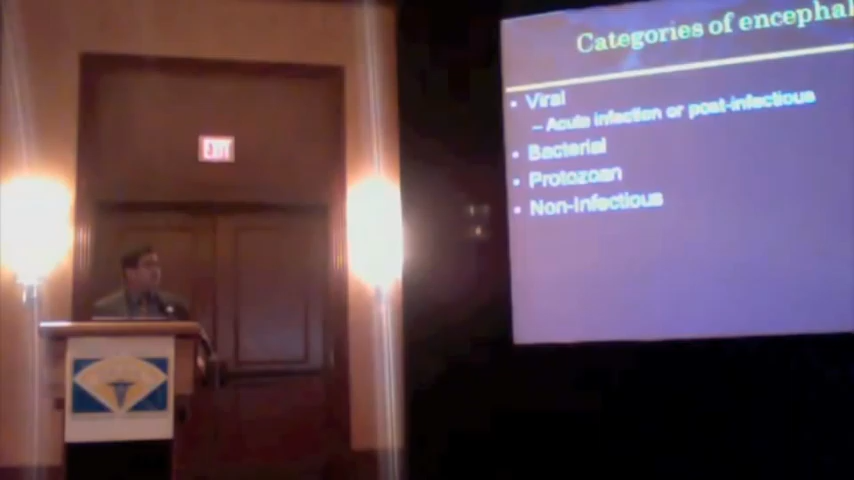 Categories of encephal
• Viral
– Acute infection or post-infectious
• Bacterial
• Protozoan
• Non-Infectious
EXIT